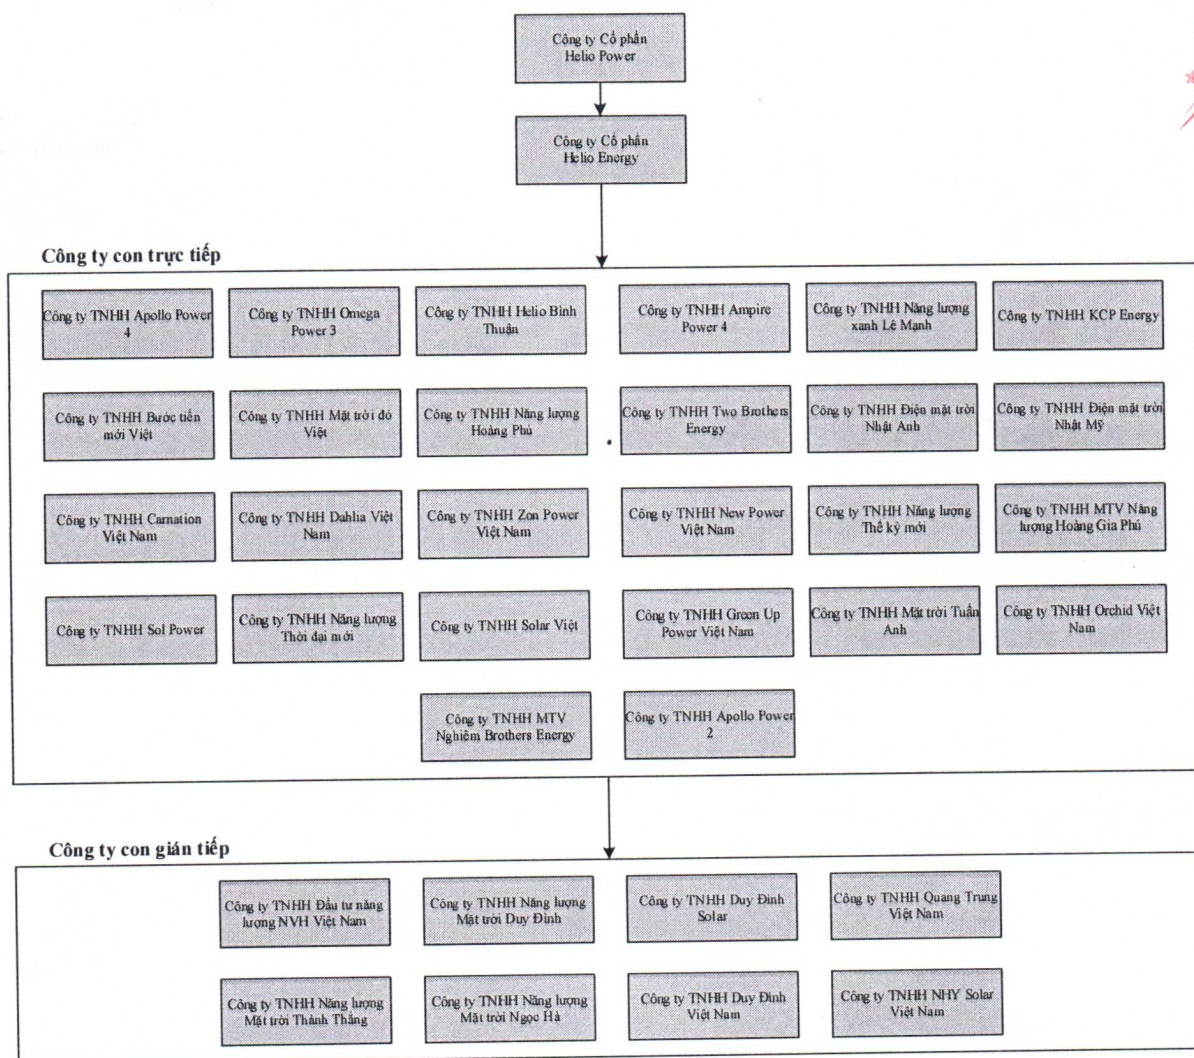 Công ty Cổ phần
Helio Power
Công ty Cổ phần
Helio Energy
Công ty con trực tiếp
Công ty TNHH Apollo Power
4
Công ty TNHH Omega
Power 3
Công ty TNHH Helio Bình
Thuận
Công ty TNHH Ampire
Power 4
Công ty TNHH Năng lượng
xanh Lê Mạnh
Công ty TNHH KCP Energy
Công ty TNHH Bước tiến
mới Việt
Công ty TNHH Mặt trời đỏ
Việt
Công ty TNHH Năng lượng
Hoàng Phú
Công ty TNHH Two Brothers
Energy
Công ty TNHH Điện mặt trời
Nhật Anh
Công ty TNHH Điện mặt trời
Nhật Mỹ
Công ty TNHH Carnation
Việt Nam
Công ty TNHH Dahlia Việt
Nam
Công ty TNHH Zon Power
Việt Nam
Công ty TNHH New Power
Việt Nam
Công ty TNHH Năng lượng
Thế kỷ mới
Công ty TNHH MTV Năng
lượng Hoàng Gia Phú
Công ty TNHH Sol Power
Công ty TNHH Năng lượng
Thời đại mới
Công ty TNHH Solar Việt
Công ty TNHH Green Up
Power Việt Nam
Công ty TNHH Mặt trời Tuấn
Anh
Công ty TNHH Orchid Việt
Nam
Công ty TNHH MTV
Nghiêm Brothers Energy
Công ty TNHH Apollo Power
2
Công ty con gián tiếp
Công ty TNHH Đầu tư năng
lượng NVH Việt Nam
Công ty TNHH Năng lượng
Mặt trời Duy Đình
Công ty TNHH Duy Đình
Solar
Công ty TNHH Quang Trung
Việt Nam
Công ty TNHH Năng lượng
Mặt trời Thành Thắng
Công ty TNHH Năng lượng
Mặt trời Ngọc Hà
Công ty TNHH Duy Đình
Việt Nam
Công ty TNHH NHY Solar
Việt Nam